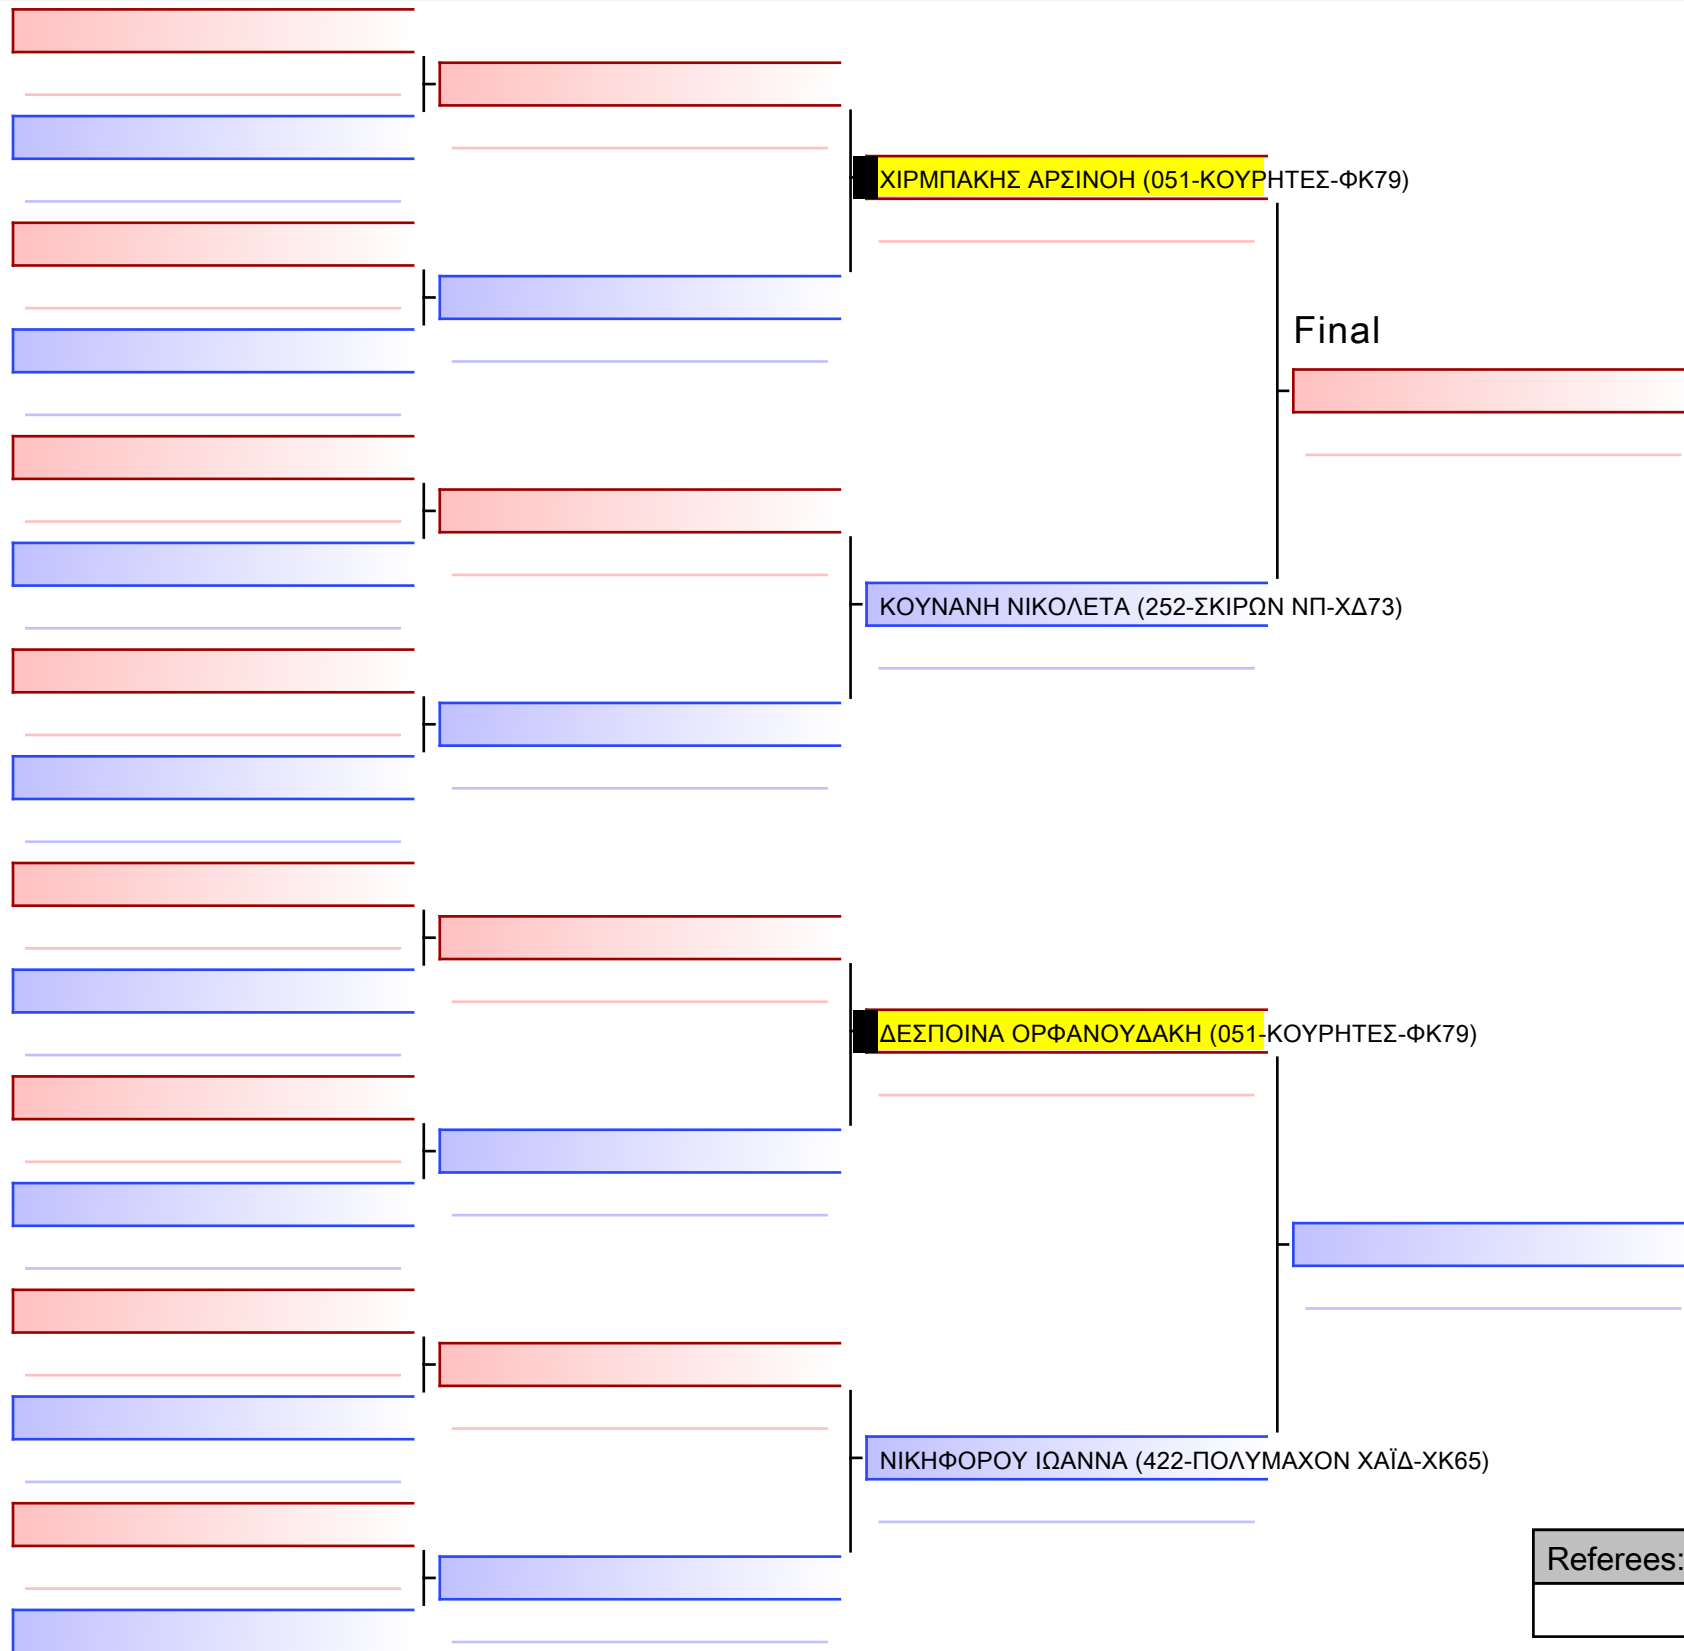 ΧΙΡΜΠΑΚΗΣ ΑΡΣΙΝΟΗ (051-ΚΟΥΡΗΤΕΣ-ΦΚ79)
Final
ΚΟΥΝΑΝΗ ΝΙΚΟΛΕΤΑ (252-ΣΚΙΡΩΝ ΝΠ-ΧΔ73)
ΔΕΣΠΟΙΝΑ ΟΡΦΑΝΟΥΔΑΚΗ (051-ΚΟΥΡΗΤΕΣ-ΦΚ79)
ΝΙΚΗΦΟΡΟΥ ΙΩΑΝΝΑ (422-ΠΟΛΥΜΑΧΟΝ ΧΑΪΔ-ΧΚ65)
Referees: